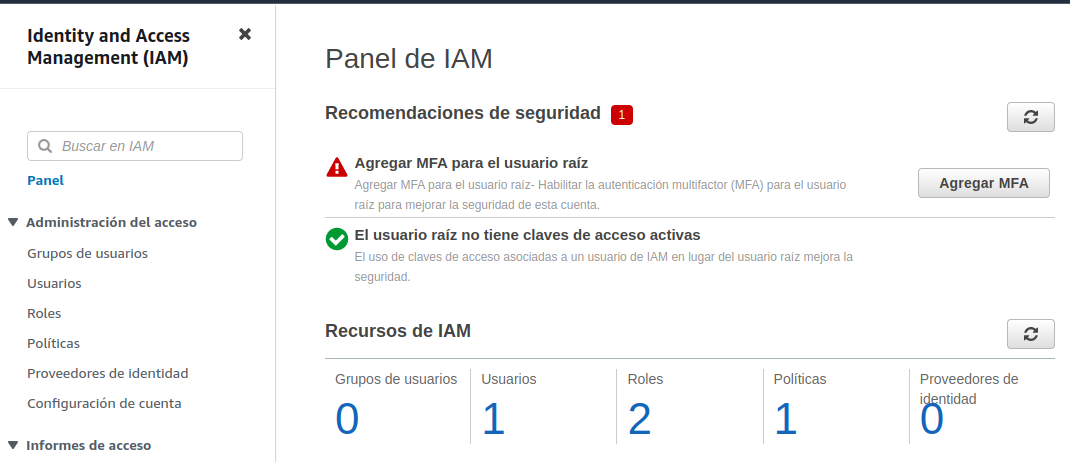 Identity and Access
Management (IAM)
Buscar en IAM
Panel
Administración del acceso
Grupos de usuarios
Usuarios
Roles
Políticas
Proveedores de identidad
Configuración de cuenta
Informes de acceso
Panel de IAM
Recomendaciones de seguridad 1
Agregar MFA para el usuario raíz
Agregar MFA para el usuario raíz- Habilitar la autenticación multifactor (MFA) para el usuario
raíz para mejorar la seguridad de esta cuenta.
Agregar MFA
El usuario raíz no tiene claves de acceso activas
El uso de claves de acceso asociadas a un usuario de IAM en lugar del usuario raíz mejora la
seguridad.
Recursos de IAM
Grupos de usuarios
0
Usuarios
1
Roles
2
Políticas
1
Proveedores de
identidad
0